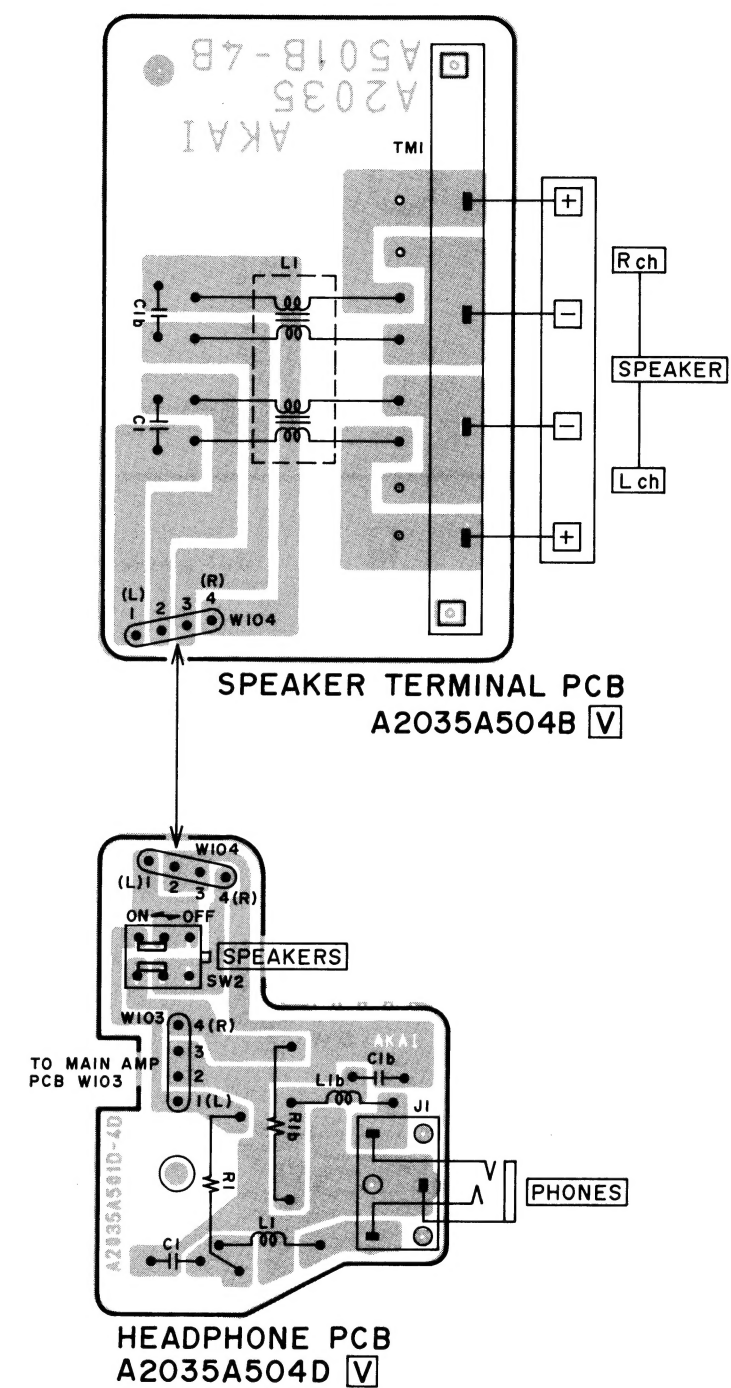 A501B-4B
A2035
AKAI
TM1
+
R ch
L1
C1b
−
SPEAKER
C1
−
L ch
+
(L) (R)
1 2 3 4 W104
SPEAKER TERMINAL PCB
A2035A504B V
W104
(L)1 2 3 4(R)
ON OFF
SPEAKERS
SW2
W103 4(R)
AKAI
3
TO MAIN AMP
PCB W103
C1b
2
L1b
1(L)
J1
R1b
A2035A501D-4D
R1
PHONES
L1
C1
HEADPHONE PCB
A2035A504D V